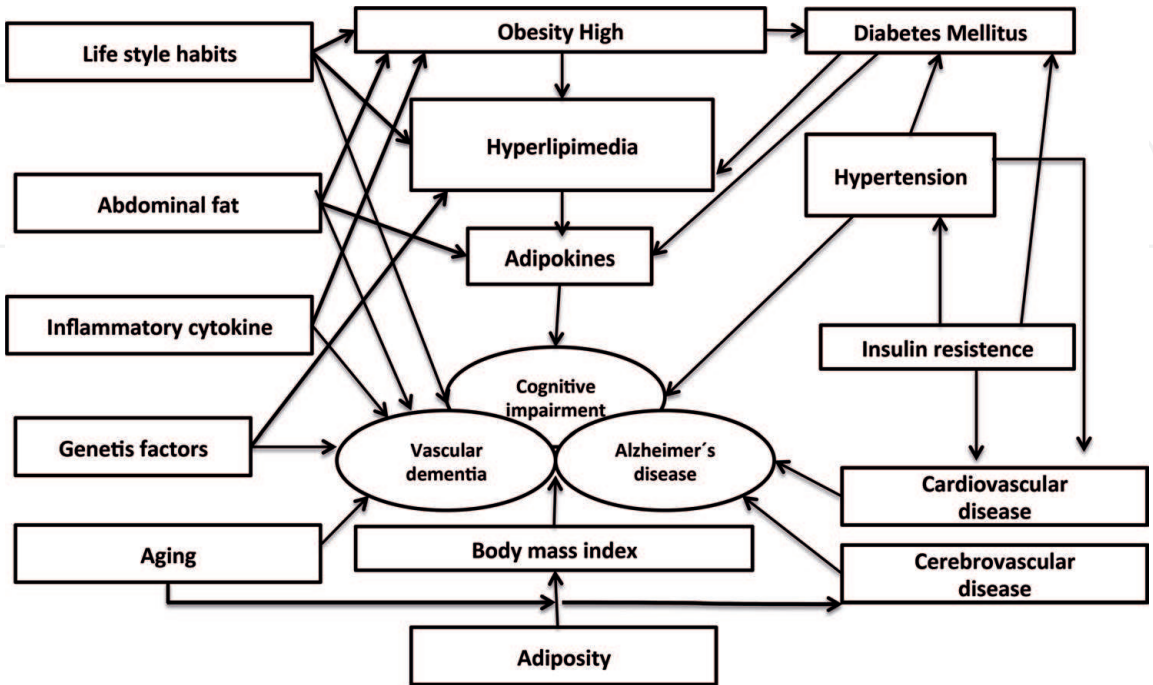 Obesity High
Diabetes Mellitus
Life style habits
Hyperlipimedia
Hypertension
Abdominal fat
Adipokines
Inflammatory cytokine
Insulin resistence
Cognitive
impairment
Genetis factors
Vascular
dementia
Alzheimer´s
disease
Cardiovascular
disease
Aging
Body mass index
Cerebrovascular
disease
Adiposity